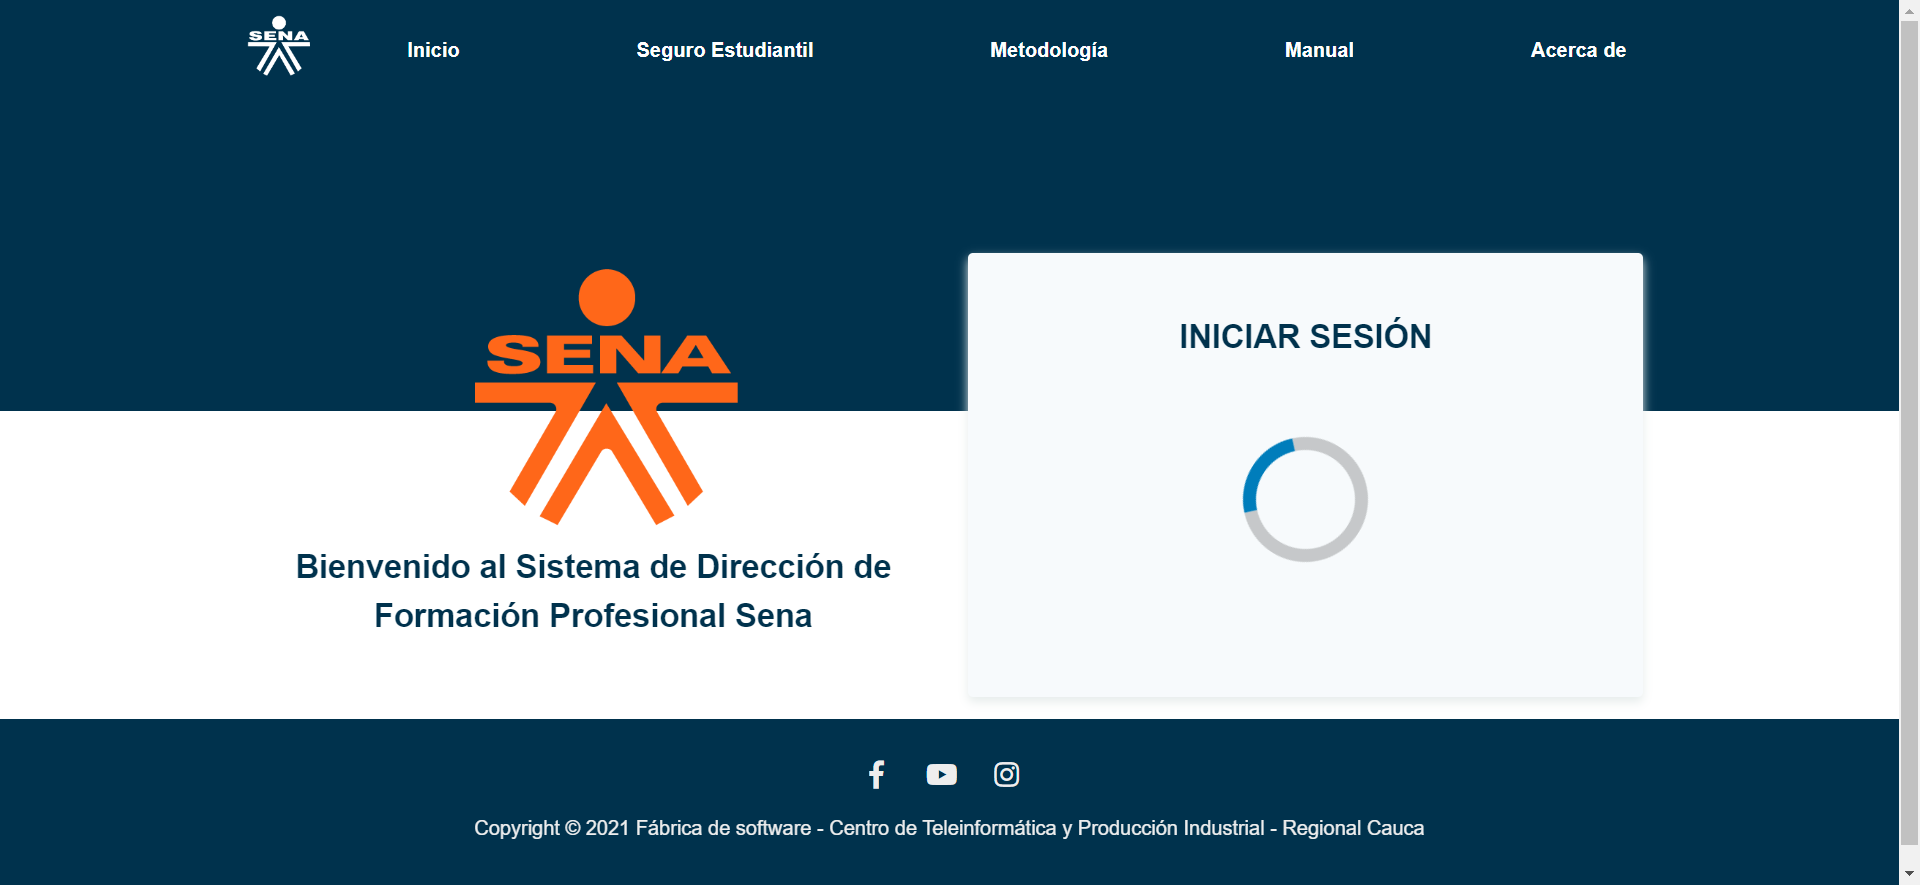 SENA
Inicio
Seguro Estudiantil
Metodología
Manual
Acerca de
SENA
Bienvenido al Sistema de Dirección de
Formación Profesional Sena
INICIAR SESIÓN
Copyright © 2021 Fábrica de software - Centro de Teleinformática y Producción Industrial - Regional Cauca